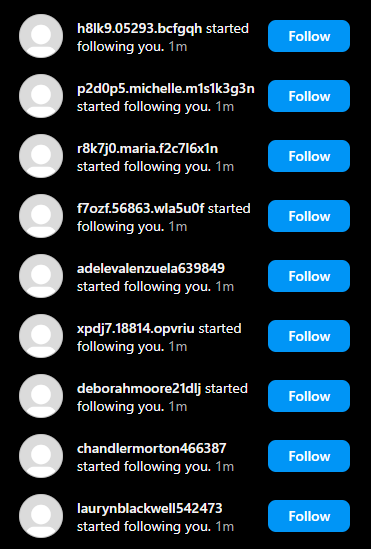 h8lk9.05293.bcfgqh started
following you. 1m
Follow
p2d0p5.michelle.m1s1k3g3n
started following you. 1m
Follow
r8k7j0.maria.f2c7l6x1n
started following you. 1m
Follow
f7ozf.56863.wla5u0f started
following you. 1m
Follow
adelevalenzuela639849
started following you. 1m
Follow
xpdj7.18814.opvriu started
following you. 1m
Follow
deborahmoore21dlj started
following you. 1m
Follow
chandlermorton466387
started following you. 1m
Follow
laurynblackwell542473
started following you. 1m
Follow